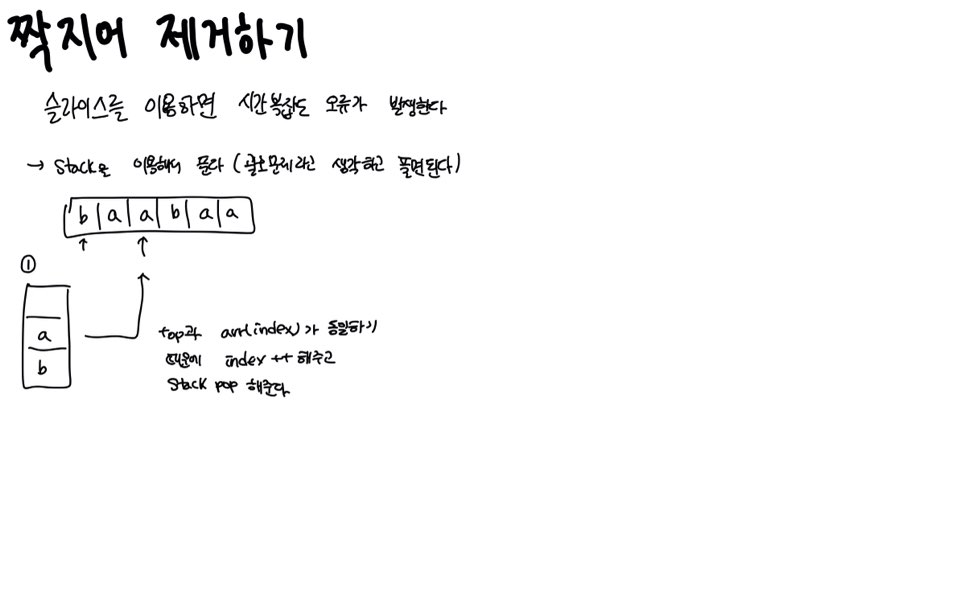 짝지어 제거하기
슬라이스를 이용하면 시간복잡도 오류가 발생한다
→ Stack을 이용해서 푼다 (괄호문제라고 생각하고 풀면된다)
b a a b a a
①
a
b
top과 arr(index)가 동일하기
때문에 index ++ 해주고
Stack pop 해준다